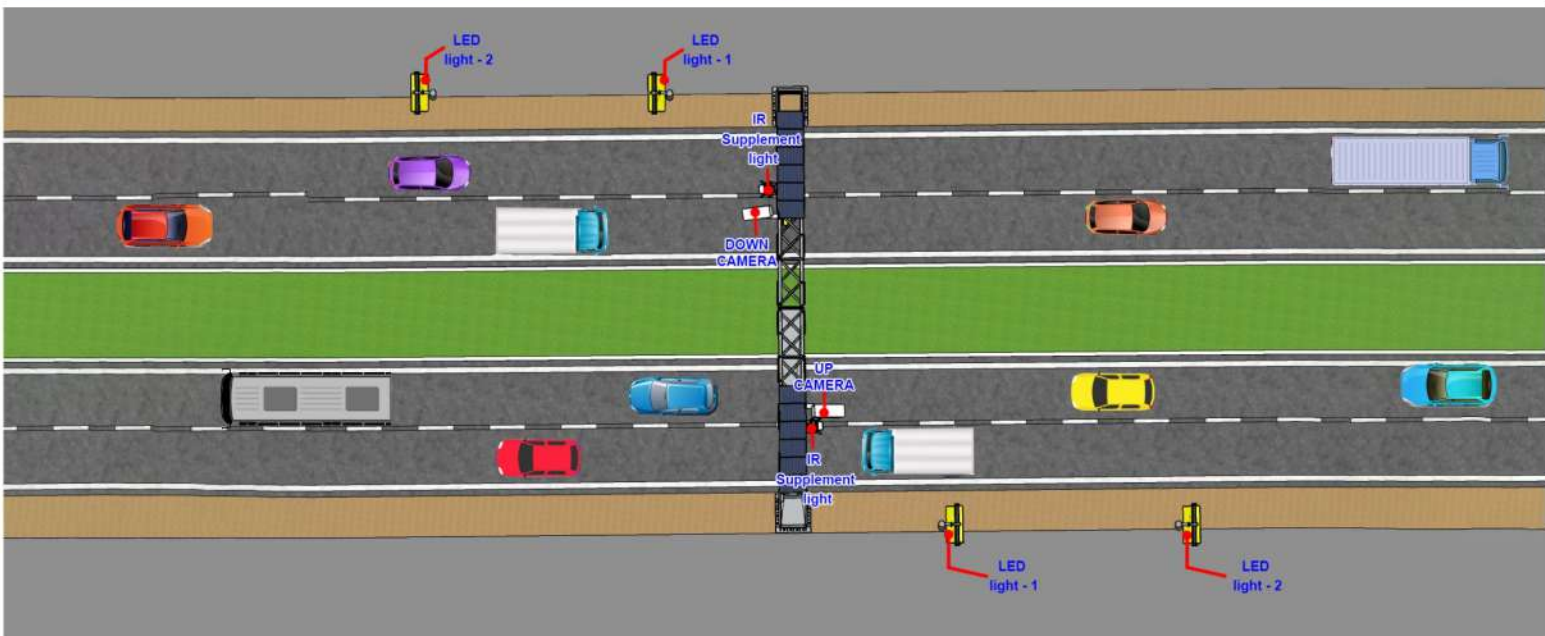 LED
light - 2
LED
light - 1
IR
Supplement
light
DOWN
CAMERA
UP
CAMERA
IR
Supplement
light
LED
light - 1
LED
light - 2